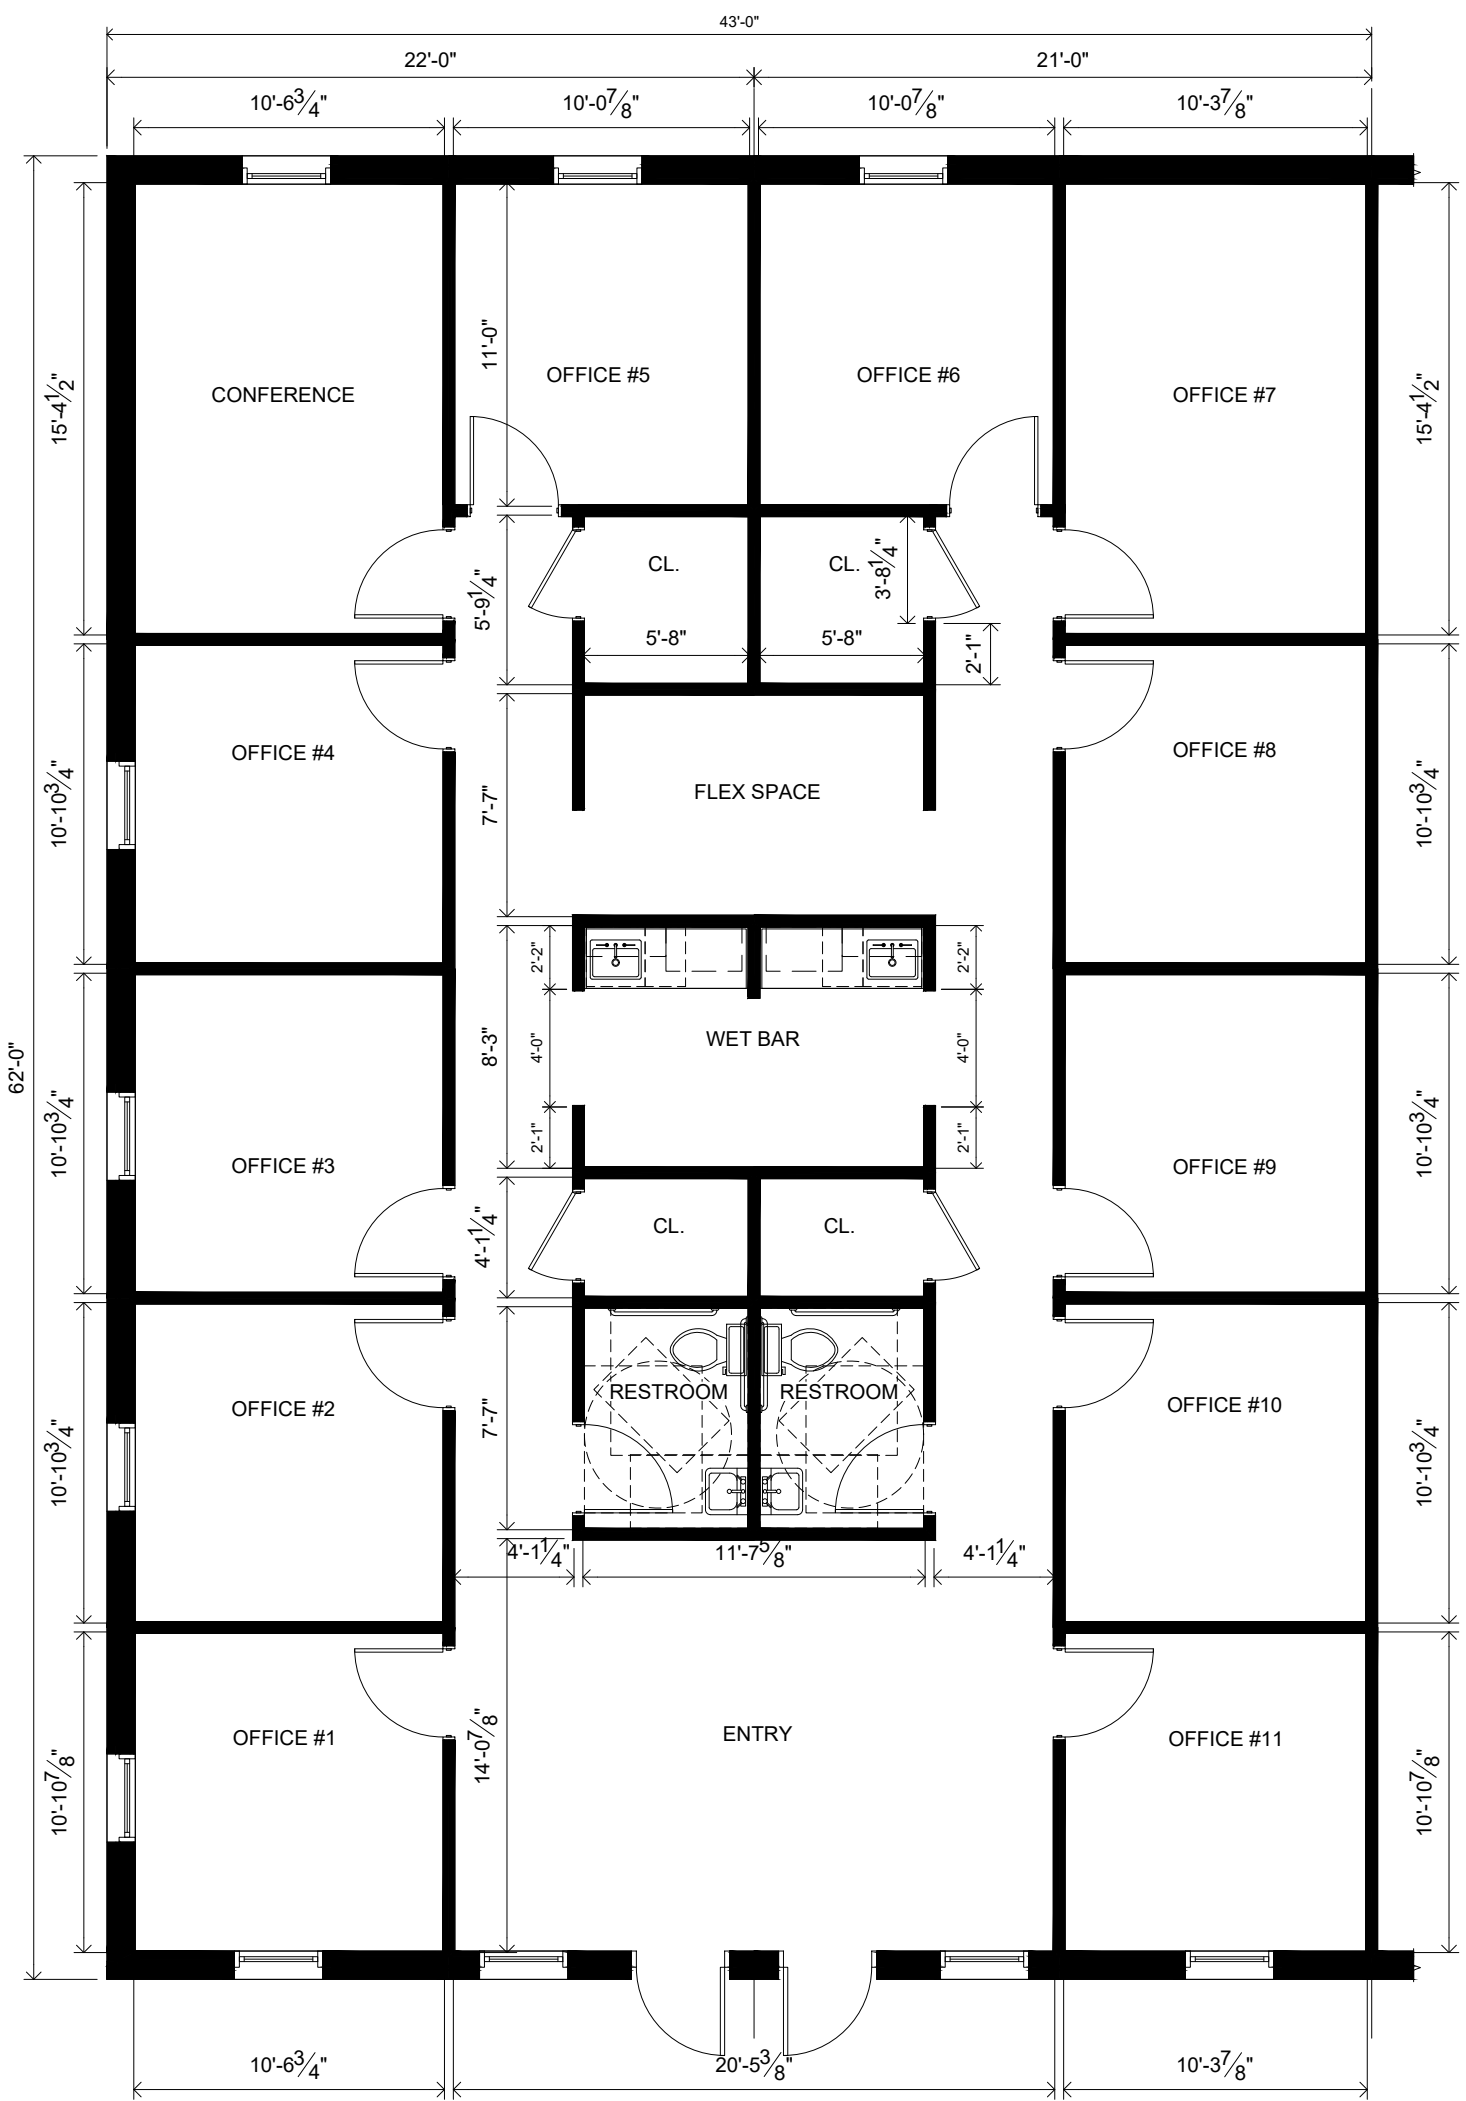 43'-0"
22'-0"
21'-0"
10'-6 3/4"
10'-0 7/8"
10'-0 7/8"
10'-3 7/8"
11'-0"
OFFICE #5
OFFICE #6
CONFERENCE
OFFICE #7
15'-4 1/2"
15'-4 1/2"
CL.
CL.
3'-8 1/4"
5'-9 1/4"
5'-8"
5'-8"
2'-1"
OFFICE #4
OFFICE #8
FLEX SPACE
10'-10 3/4"
7'-7"
10'-10 3/4"
2'-2"
2'-2"
WET BAR
8'-3"
4'-0"
4'-0"
62'-0"
10'-10 3/4"
10'-10 3/4"
2'-1"
2'-1"
OFFICE #3
OFFICE #9
CL.
CL.
4'-1 1/4"
RESTROOM
RESTROOM
OFFICE #2
OFFICE #10
7'-7"
10'-10 3/4"
10'-10 3/4"
4'-1 1/4"
11'-7 5/8"
4'-1 1/4"
OFFICE #1
ENTRY
OFFICE #11
14'-0 7/8"
10'-10 7/8"
10'-10 7/8"
10'-6 3/4"
20'-5 3/8"
10'-3 7/8"